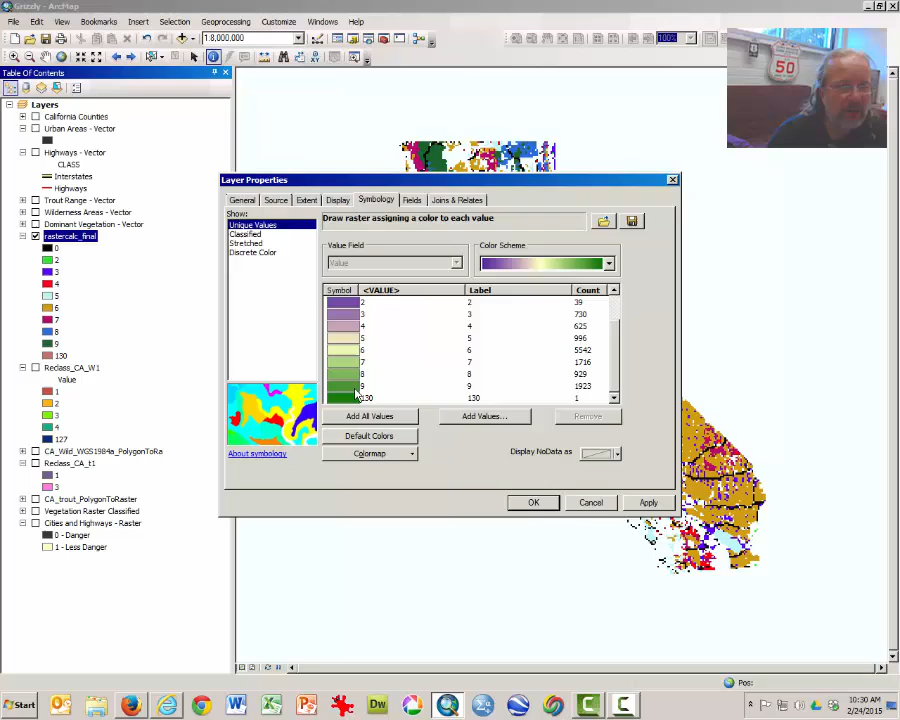 Grizzly - ArcMap
File Edit View Bookmarks Insert Selection Geoprocessing Customize Windows Help
1:8,000,000
100%
Table Of Contents
Layers
California Counties
Urban Areas - Vector
Highways - Vector
CLASS
Interstates
Highways
Trout Range - Vector
Wilderness Areas - Vector
Dominant Vegetation - Vector
rastercalc_final
0
2
3
4
5
6
7
8
9
130
Reclass_CA_W1
Value
1
2
3
4
127
CA_Wild_WGS1984a_PolygonToRa
Reclass_CA_t1
1
3
CA_trout_PolygonToRaster
Vegetation Raster Classified
Cities and Highways - Raster
0 - Danger
1 - Less Danger
Layer Properties
General Source Extent Display Symbology Fields Joins & Relates
Show:
Unique Values
Classified
Stretched
Discrete Color
About symbology
Draw raster assigning a color to each value
Value Field
Value
Color Scheme
Symbol <VALUE> Label Count
2 2 39
3 3 730
4 4 625
5 5 996
6 6 5542
7 7 1716
8 8 929
9 9 1923
130 130 1
Add All Values Add Values... Remove
Default Colors
Colormap
Display NoData as
OK Cancel Apply
50
Pos:
Start
10:30 AM
2/24/2015